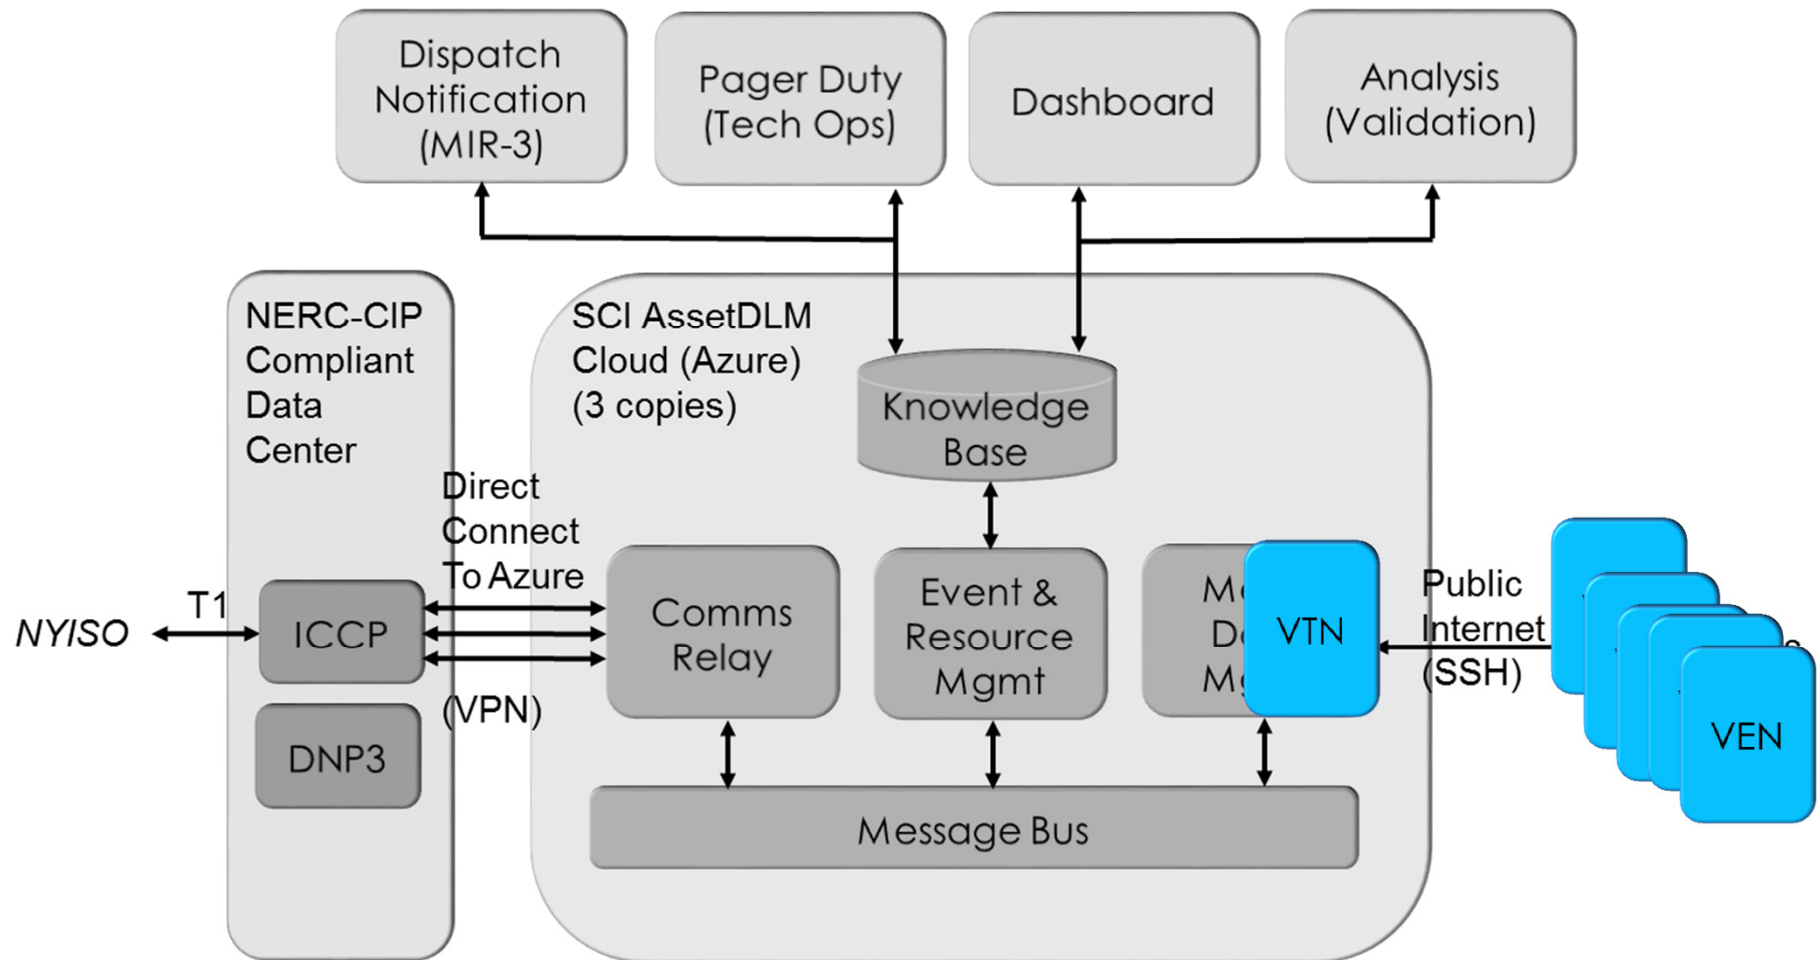 Dispatch
Notification
(MIR-3)
Pager Duty
(Tech Ops)
Dashboard
Analysis
(Validation)
NERC-CIP
Compliant
Data
Center
SCI AssetDLM
Cloud (Azure)
(3 copies)
Knowledge
Base
Direct
Connect
To Azure
(VPN)
NYISO
T1
ICCP
DNP3
Comms
Relay
Event &
Resource
Mgmt
VTN
Public
Internet
(SSH)
VEN
Message Bus